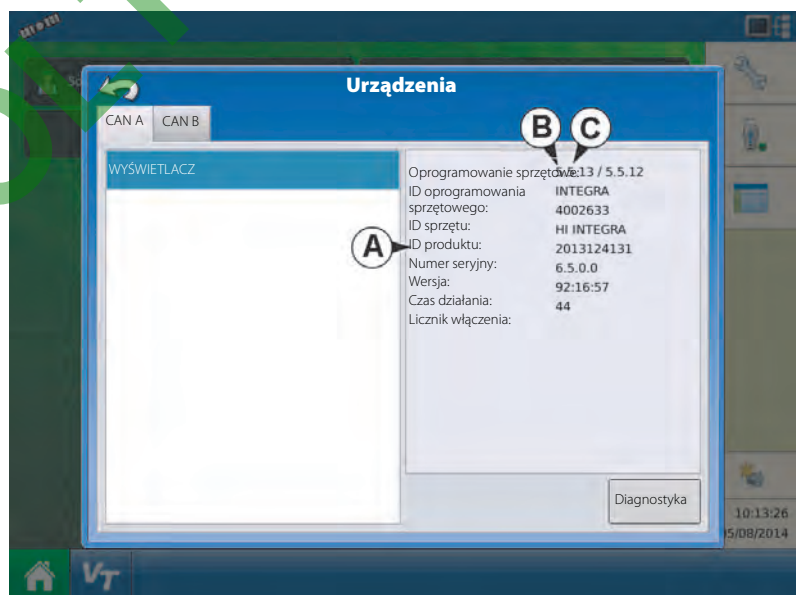 Urządzenia
CAN A CAN B
B C
WYŚWIETLACZ
Oprogramowanie sprzętowe: 5.5.13 / 5.5.12
ID oprogramowania INTEGRA
sprzętowego: 4002633
ID sprzętu: HI INTEGRA
A ID produktu: 2013124131
Numer seryjny: 6.5.0.0
Wersja: 92:16:57
Czas działania: 44
Licznik włączenia:
Diagnostyka
10:13:26
5/08/2014
VT